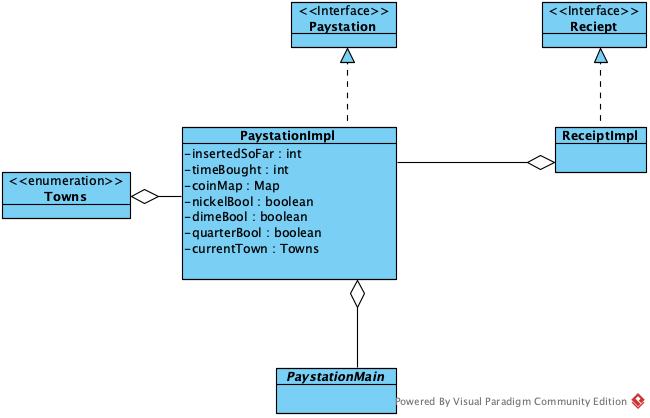 <<Interface>>
Paystation
<<Interface>>
Reciept
PaystationImpl
-insertedSoFar : int
-timeBought : int
-coinMap : Map
-nickelBool : boolean
-dimeBool : boolean
-quarterBool : boolean
-currentTown : Towns
ReceiptImpl
<<enumeration>>
Towns
PaystationMain
Powered By Visual Paradigm Community Edition